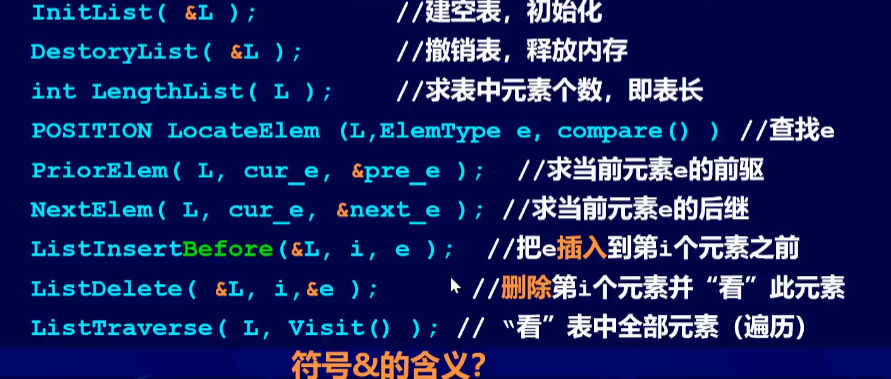 InitList( &L ); //建空表，初始化
DestoryList( &L ); //撤销表，释放内存
int LengthList( L ); //求表中元素个数，即表长
POSITION LocateElem (L,ElemType e, compare() ) //查找e
PriorElem( L, cur_e, &pre_e ); //求当前元素e的前驱
NextElem( L, cur_e, &next_e ); //求当前元素e的后继
ListInsertBefore(&L, i, e ); //把e插入到第i个元素之前
ListDelete( &L, i,&e ); //删除第i个元素并“看”此元素
ListTraverse( L, Visit() ); // “看”表中全部元素（遍历）
符号&的含义?